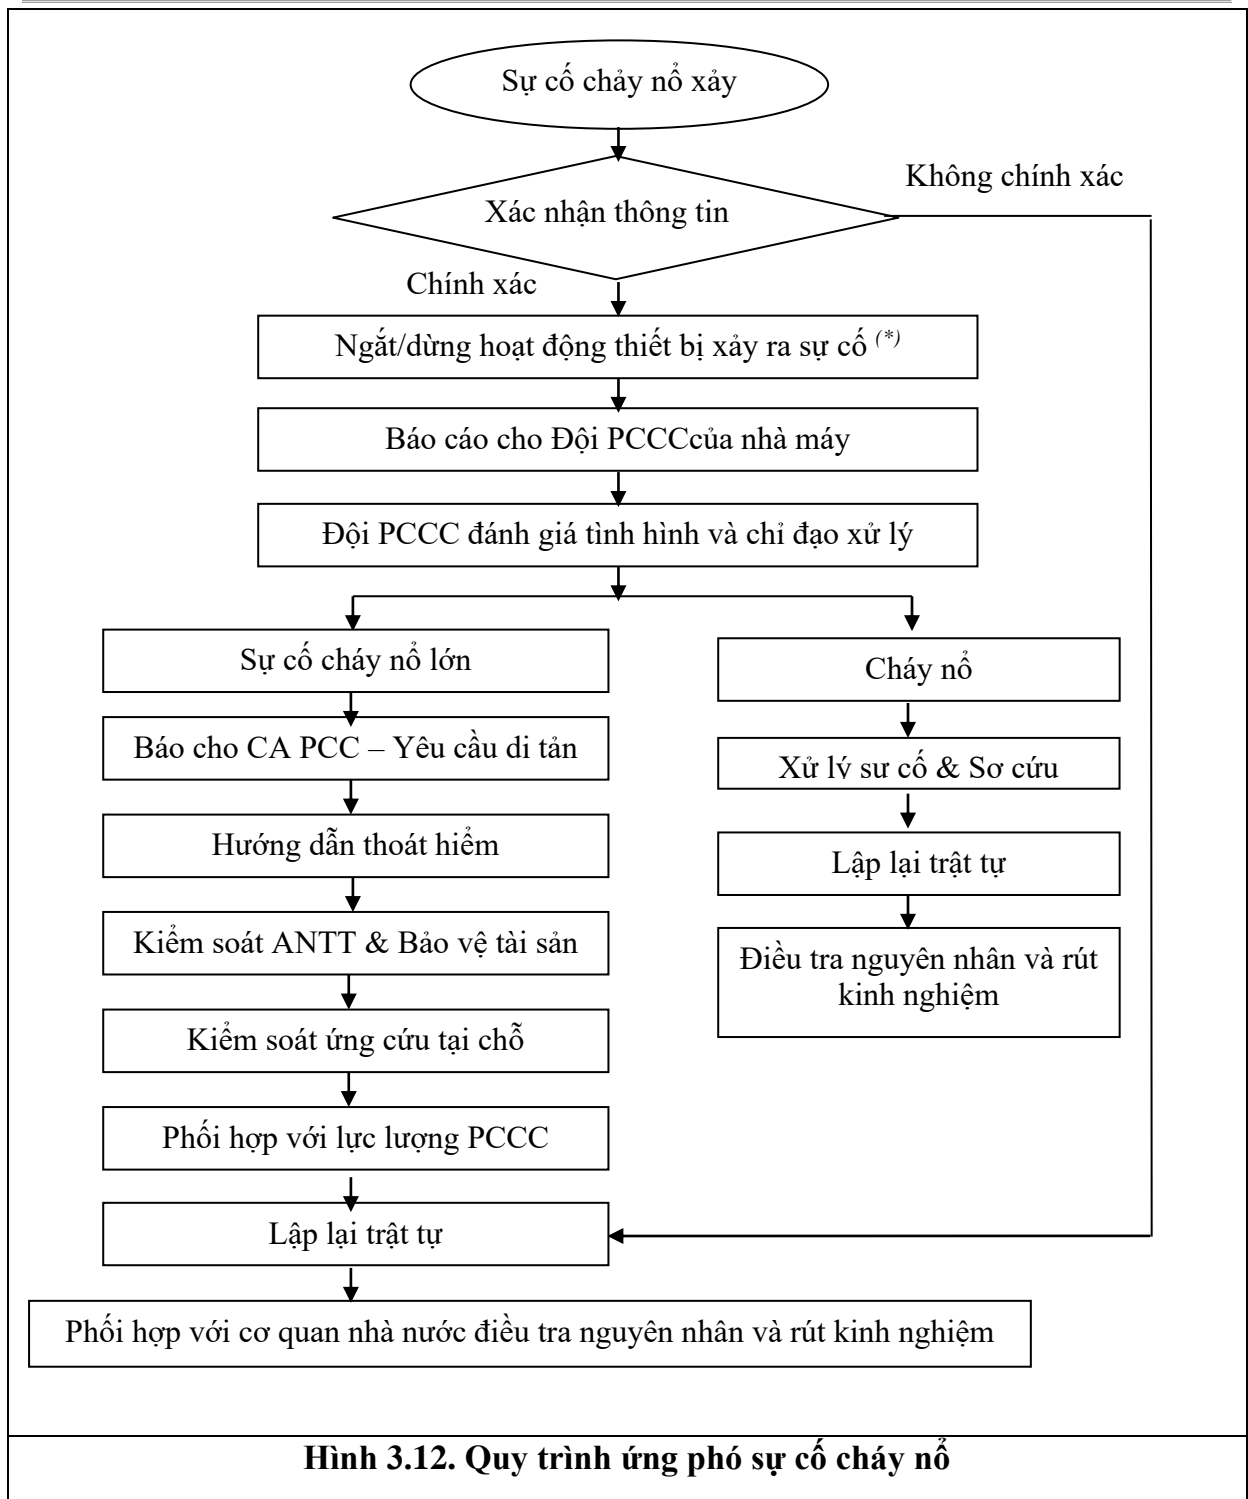 Sự cố chảy nổ xảy
Không chính xác
Xác nhận thông tin
Chính xác
Ngắt/dừng hoạt động thiết bị xảy ra sự cố (*)
Báo cáo cho Đội PCCCcủa nhà máy
Đội PCCC đánh giá tình hình và chỉ đạo xử lý
Sự cố cháy nổ lớn
Báo cho CA PCC – Yêu cầu di tản
Hướng dẫn thoát hiểm
Kiểm soát ANTT & Bảo vệ tài sản
Kiểm soát ứng cứu tại chỗ
Phối hợp với lực lượng PCCC
Lập lại trật tự
Cháy nổ
Xử lý sự cố & Sơ cứu
Lập lại trật tự
Điều tra nguyên nhân và rút
kinh nghiệm
Phối hợp với cơ quan nhà nước điều tra nguyên nhân và rút kinh nghiệm
Hình 3.12. Quy trình ứng phó sự cố cháy nổ